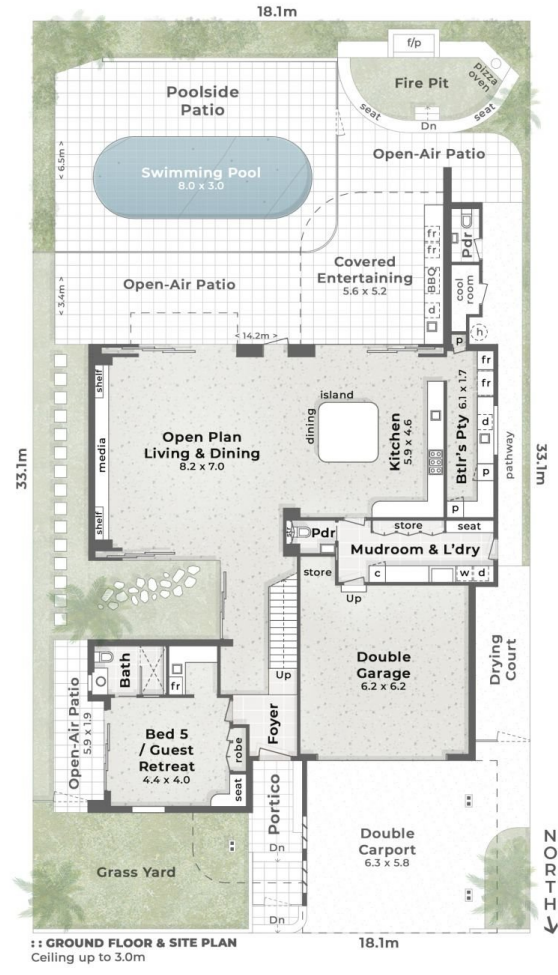 18.1m
f/p
pizza
oven
Fire Pit
seat
seat
Dn
Poolside
Patio
< 6.5m >
Swimming Pool
8.0 x 3.0
Open-Air Patio
Pdr
fr
fr
BBQ
d
cool
room
h
Covered
Entertaining
5.6 x 5.2
Open-Air Patio
< 3.4m >
< 14.2m >
p
fr
fr
d
p
p
Btlr's Pty 6.1 x 1.7
pathway
shelf
media
shelf
Open Plan
Living & Dining
8.2 x 7.0
island
dining
Kitchen
5.9 x 4.6
33.1m
33.1m
str
Pdr
store
seat
Mudroom & L'dry
store
c
w
d
Up
Double
Garage
6.2 x 6.2
Drying
Court
Up
Bath
fr
Open-Air Patio
5.9 x 1.9
Bed 5
/ Guest
Retreat
4.4 x 4.0
robe
seat
Foyer
Portico
Dn
Dn
Double
Carport
6.3 x 5.8
Grass Yard
NORTH
:: GROUND FLOOR & SITE PLAN
Ceiling up to 3.0m
18.1m